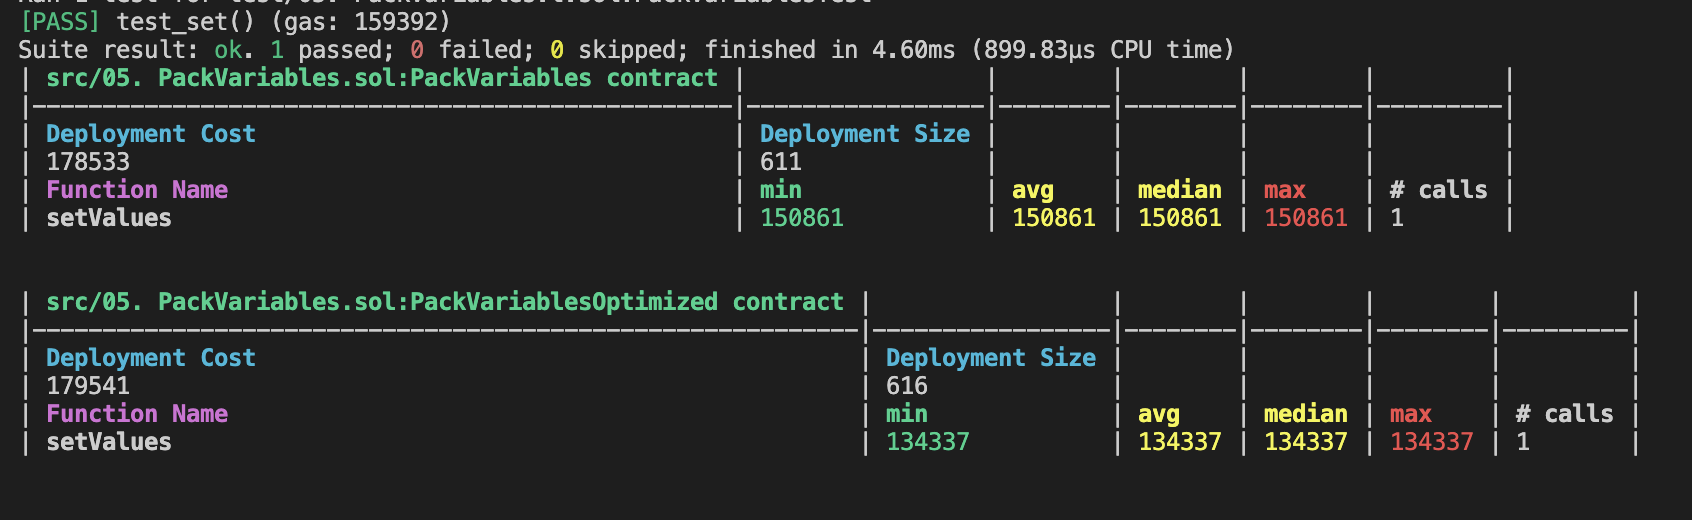 [PASS] test_set() (gas: 159392)
Suite result: ok. 1 passed; 0 failed; 0 skipped; finished in 4.60ms (899.83µs CPU time)
| src/05. PackVariables.sol:PackVariables contract | | | | | |
|--------------------------------------------------|-----------------|--------|--------|--------|---------|
| Deployment Cost | Deployment Size | | | | |
| 178533 | 611 | | | | |
| Function Name | min | avg | median | max | # calls |
| setValues | 150861 | 150861 | 150861 | 150861 | 1 |
| src/05. PackVariables.sol:PackVariablesOptimized contract | | | | | |
|-----------------------------------------------------------|-----------------|--------|--------|--------|---------|
| Deployment Cost | Deployment Size | | | | |
| 179541 | 616 | | | | |
| Function Name | min | avg | median | max | # calls |
| setValues | 134337 | 134337 | 134337 | 134337 | 1 |